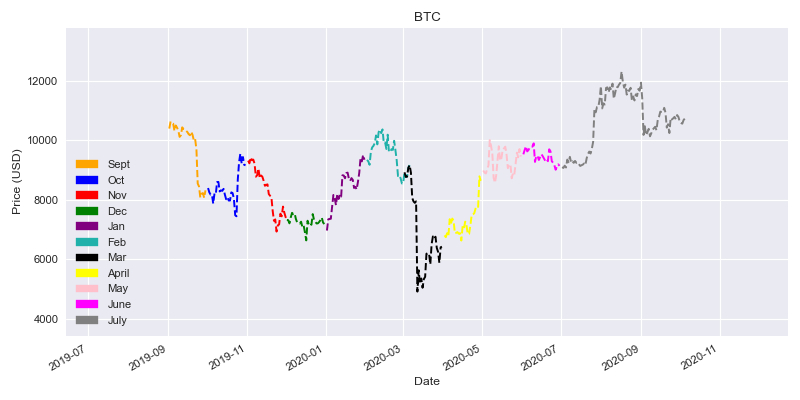 BTC
Price (USD)
12000
10000
8000
6000
4000
Sept
Oct
Nov
Dec
Jan
Feb
Mar
April
May
June
July
2019-07
2019-09
2019-11
2020-01
2020-03
2020-05
2020-07
2020-09
2020-11
Date